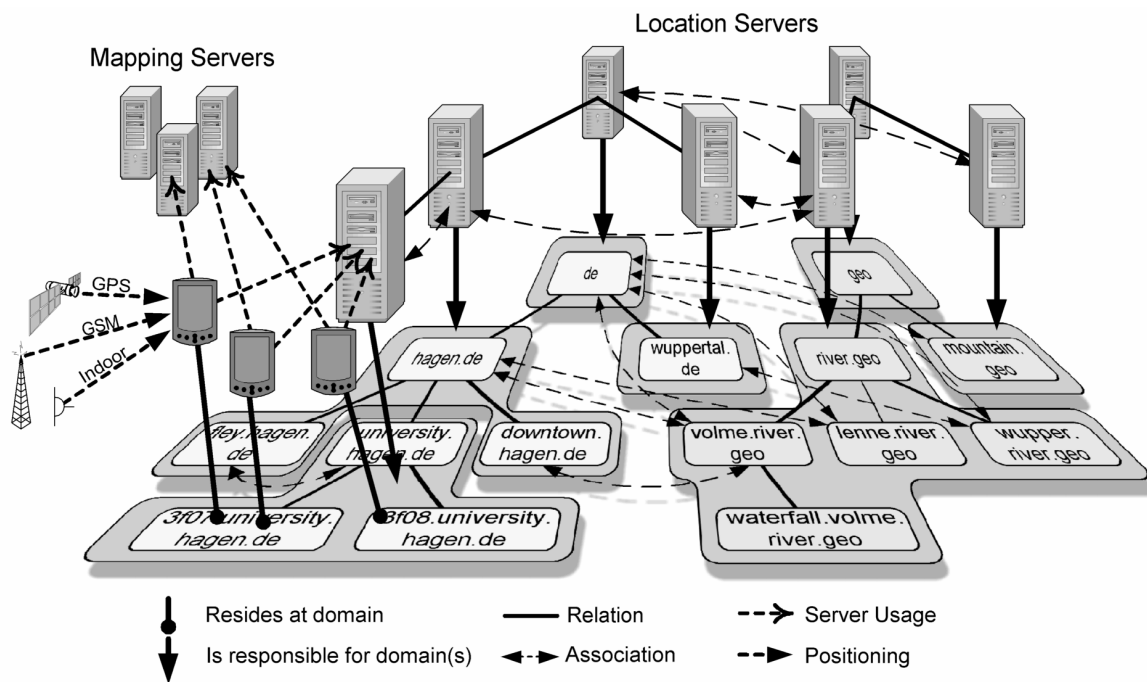 Location Servers
Mapping Servers
GPS
GSM
Indoor
de
geo
hagen.de
wuppertal.
de
river.geo
mountain.
geo
fley.hagen.
de
university.
hagen.de
downtown.
hagen.de
volme.river.
geo
lenne.river.
geo
wupper.
river.geo
3f07.university.
hagen.de
3f08.university.
hagen.de
waterfall.volme.
river.geo
Resides at domain
Relation
Server Usage
Is responsible for domain(s)
Association
Positioning